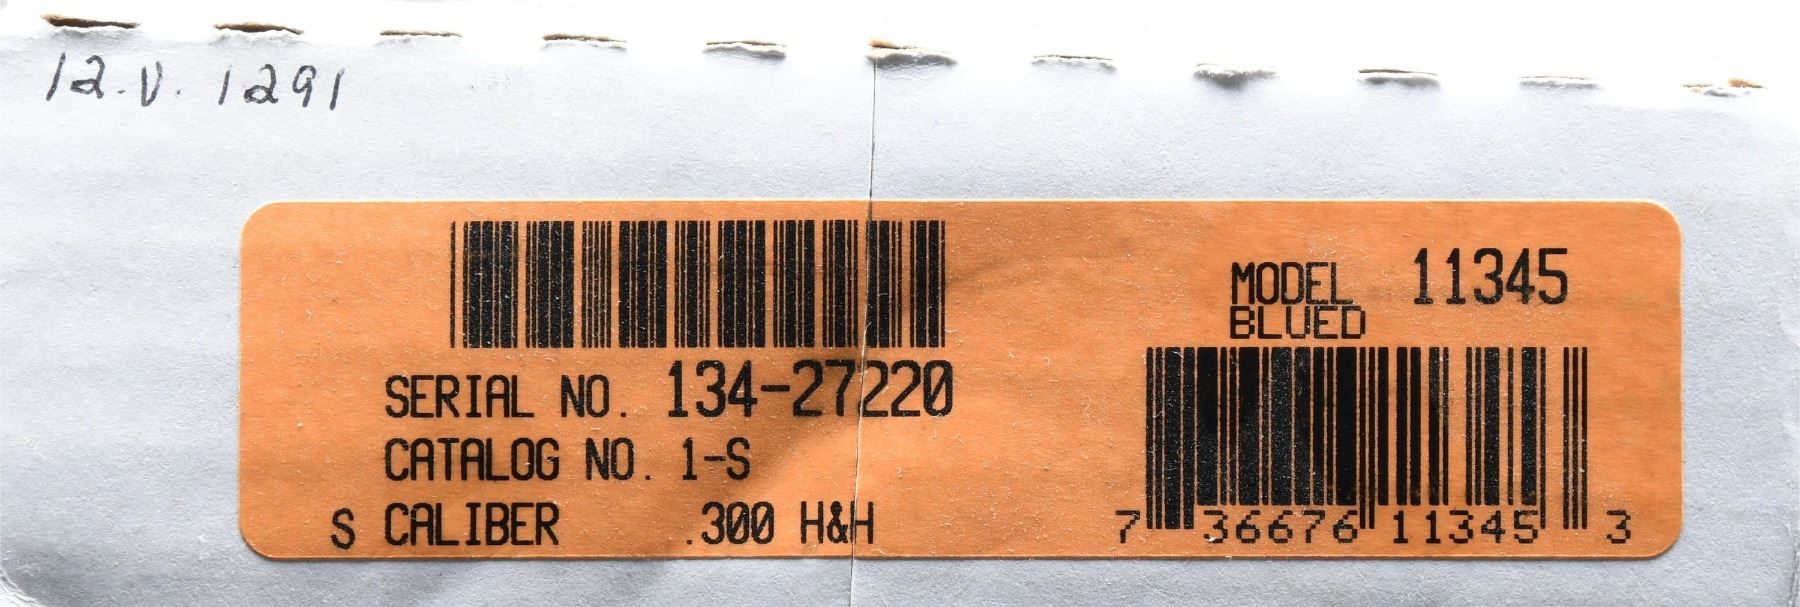 12.V.1291
SERIAL NO. 134-27220
CATALOG NO. 1-S
S CALIBER .300 H&H
MODEL 11345
BLUED
7 36676 11345 3